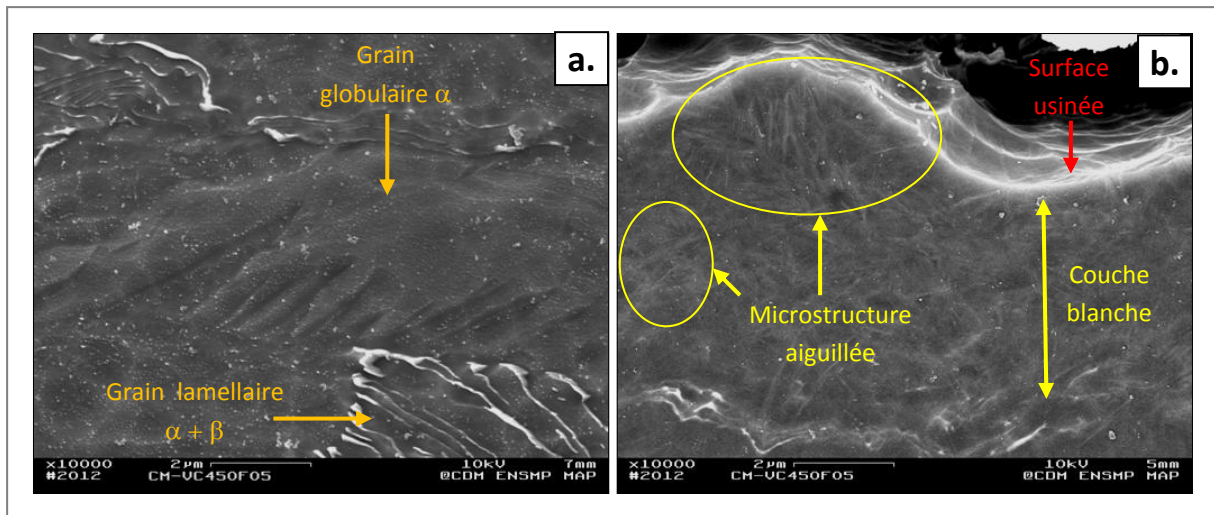 a.
Grain
globulaire α
Grain lamellaire
α + β
x10000 2µm 10kV 7mm
#2012 CM-VC450F05 @CDM ENSMP MAP
b.
Surface
usinée
Couche
blanche
Microstructure
aiguillée
x10000 2µm 10kV 5mm
#2012 CM-VC450F05 @CDM ENSMP MAP